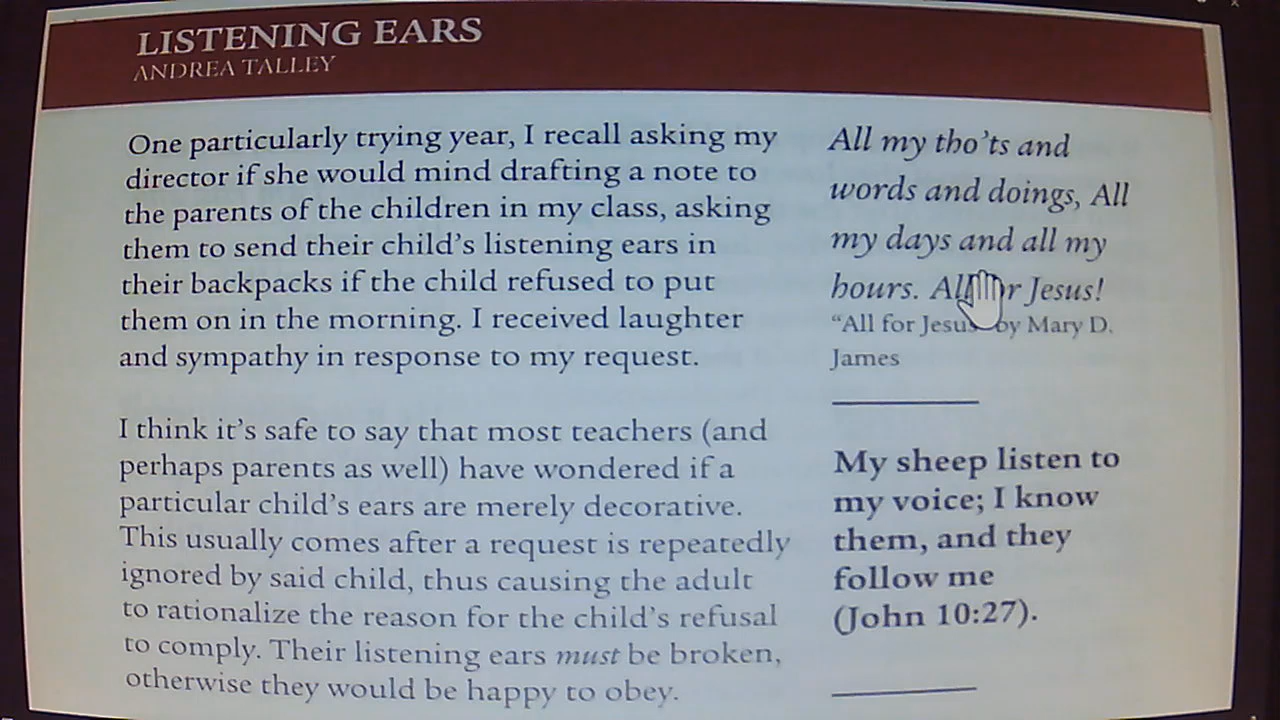 LISTENING EARS
ANDREA TALLEY
One particularly trying year, I recall asking my
director if she would mind drafting a note to
the parents of the children in my class, asking
them to send their child's listening ears in
their backpacks if the child refused to put
them on in the morning. I received laughter
and sympathy in response to my request.
I think it's safe to say that most teachers (and
perhaps parents as well) have wondered if a
particular child's ears are merely decorative.
This usually comes after a request is repeatedly
ignored by said child, thus causing the adult
to rationalize the reason for the child's refusal
to comply. Their listening ears must be broken,
otherwise they would be happy to obey.
All my tho'ts and
words and doings, All
my days and all my
hours. All for Jesus!
"All for Jesus" by Mary D.
James
My sheep listen to
my voice; I know
them, and they
follow me
(John 10:27).